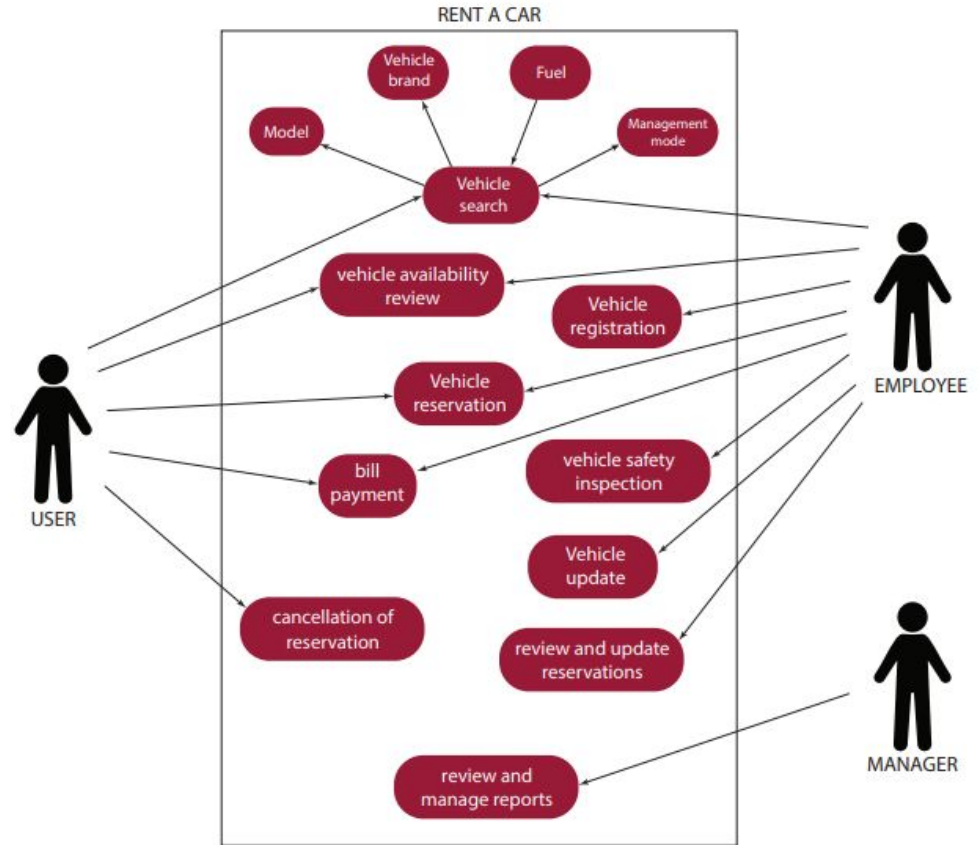 RENT A CAR
Vehicle
brand
Fuel
Model
Management
mode
Vehicle
search
vehicle availability
review
Vehicle
registration
EMPLOYEE
Vehicle
reservation
bill
payment
vehicle safety
inspection
USER
Vehicle
update
cancellation of
reservation
review and update
reservations
MANAGER
review and
manage reports